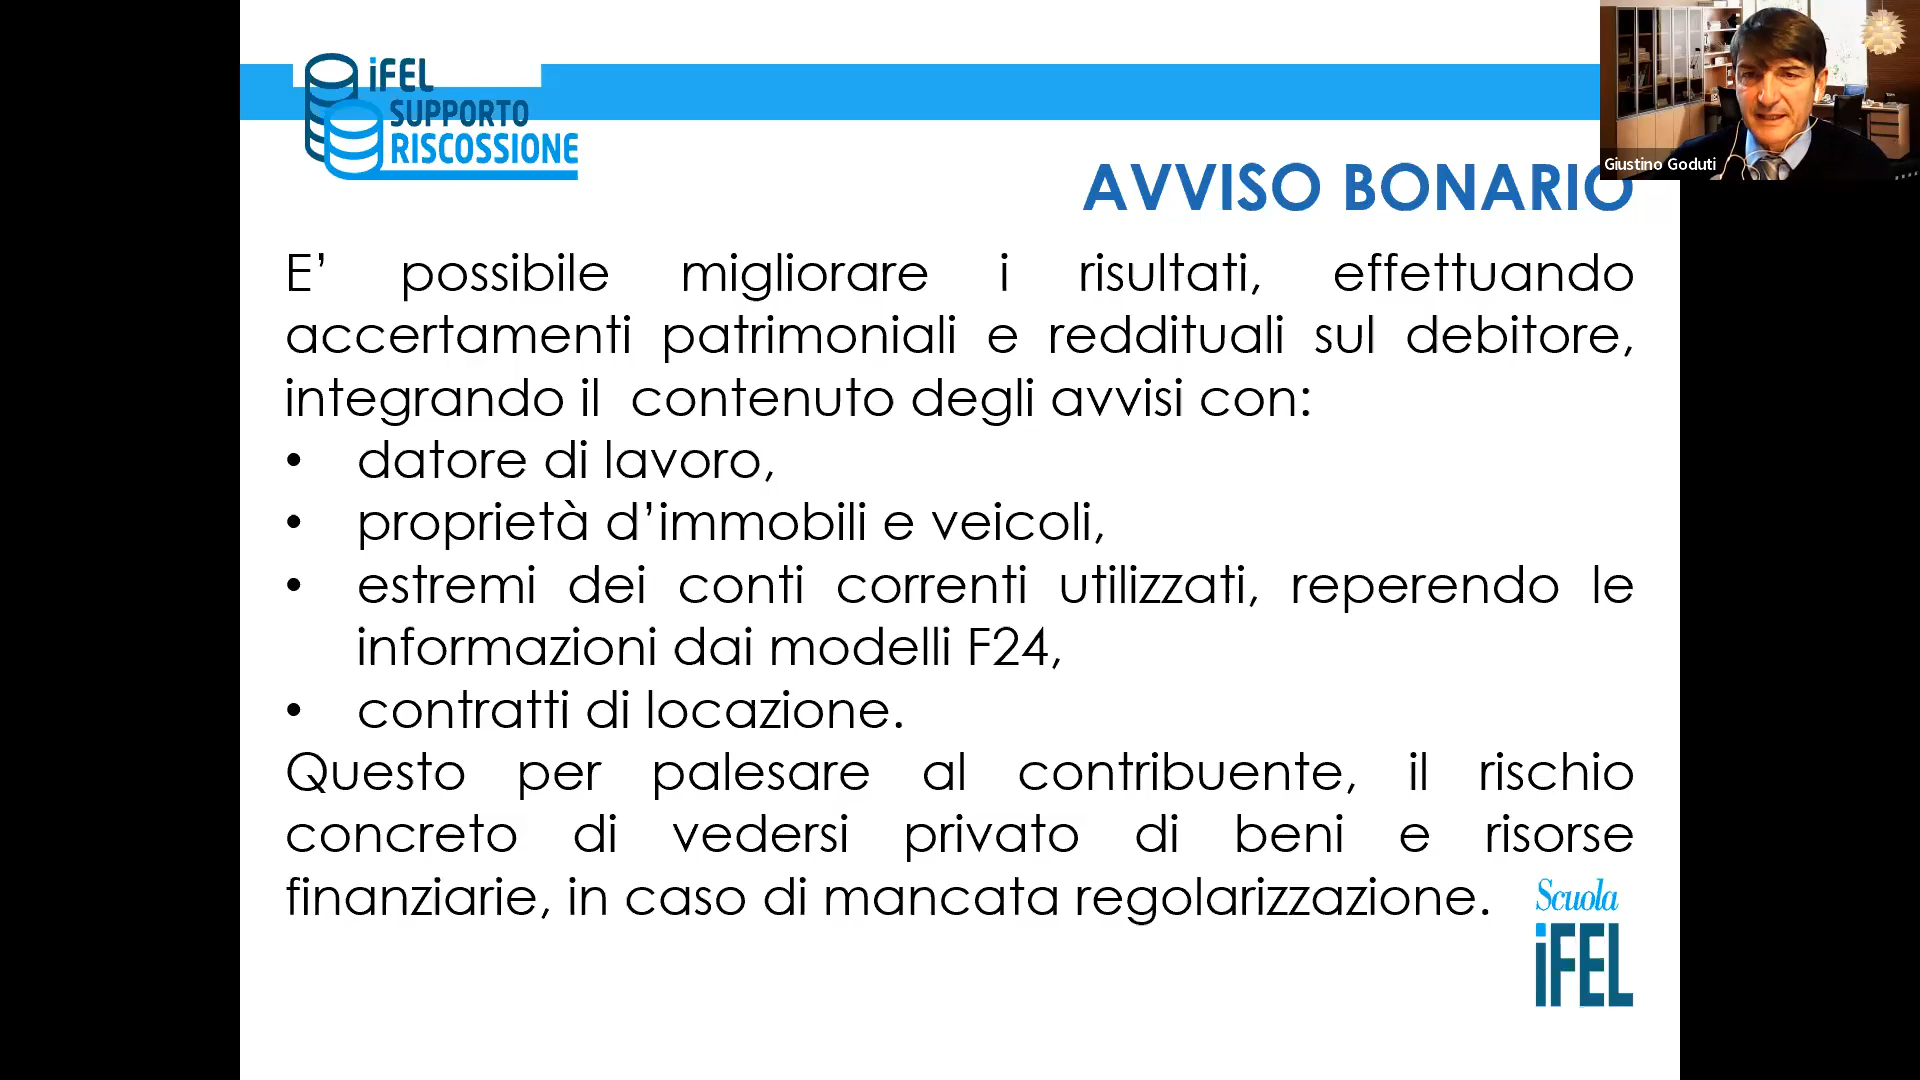 iFEL
SUPPORTO
RISCOSSIONE
Giustino Goduti
AVVISO BONARIO
E’ possibile migliorare i risultati, effettuando
accertamenti patrimoniali e reddituali sul debitore,
integrando il contenuto degli avvisi con:
• datore di lavoro,
• proprietà d’immobili e veicoli,
• estremi dei conti correnti utilizzati, reperendo le
informazioni dai modelli F24,
• contratti di locazione.
Questo per palesare al contribuente, il rischio
concreto di vedersi privato di beni e risorse
finanziarie, in caso di mancata regolarizzazione.
Scuola
iFEL